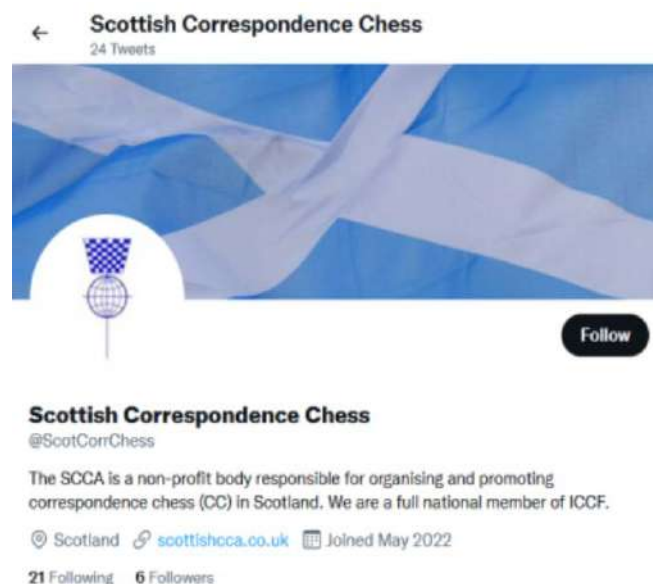 Scottish Correspondence Chess
24 Tweets
Follow
Scottish Correspondence Chess
@ScotCorrChess
The SCCA is a non-profit body responsible for organising and promoting
correspondence chess (CC) in Scotland. We are a full national member of ICCF.
Scotland scottishcca.co.uk Joined May 2022
21 Following 6 Followers